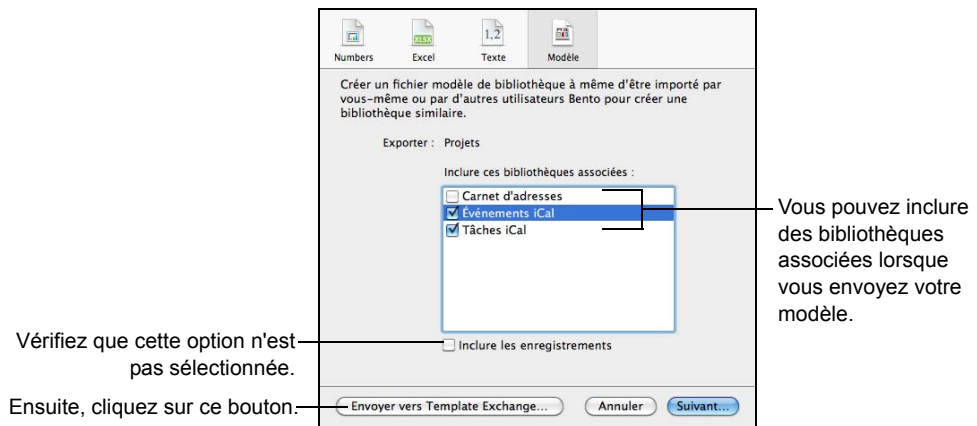 1,2
XLSX
Numbers Excel Texte Modèle
Créer un fichier modèle de bibliothèque à même d'être importé par
vous-même ou par d'autres utilisateurs Bento pour créer une
bibliothèque similaire.
Exporter : Projets
Inclure ces bibliothèques associées :
Carnet d'adresses
Événements iCal
Tâches iCal
Vous pouvez inclure
des bibliothèques
associées lorsque
vous envoyez votre
modèle.
Vérifiez que cette option n'est
pas sélectionnée.
Inclure les enregistrements
Ensuite, cliquez sur ce bouton.
Envoyer vers Template Exchange... Annuler Suivant...